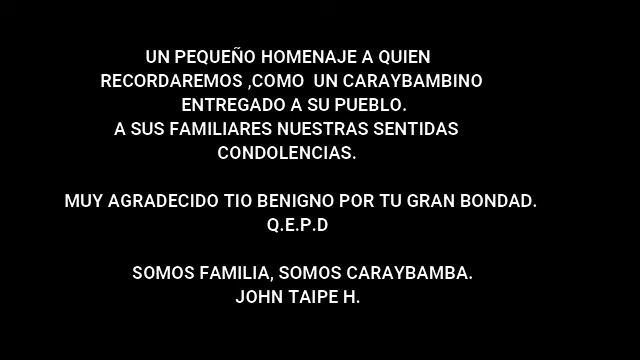 UN PEQUEÑO HOMENAJE A QUIEN
RECORDAREMOS ,COMO  UN CARAYBAMBINO
ENTREGADO A SU PUEBLO.
A SUS FAMILIARES NUESTRAS SENTIDAS
CONDOLENCIAS.
MUY AGRADECIDO TIO BENIGNO POR TU GRAN BONDAD.
Q.E.P.D
SOMOS FAMILIA, SOMOS CARAYBAMBA.
JOHN TAIPE H.